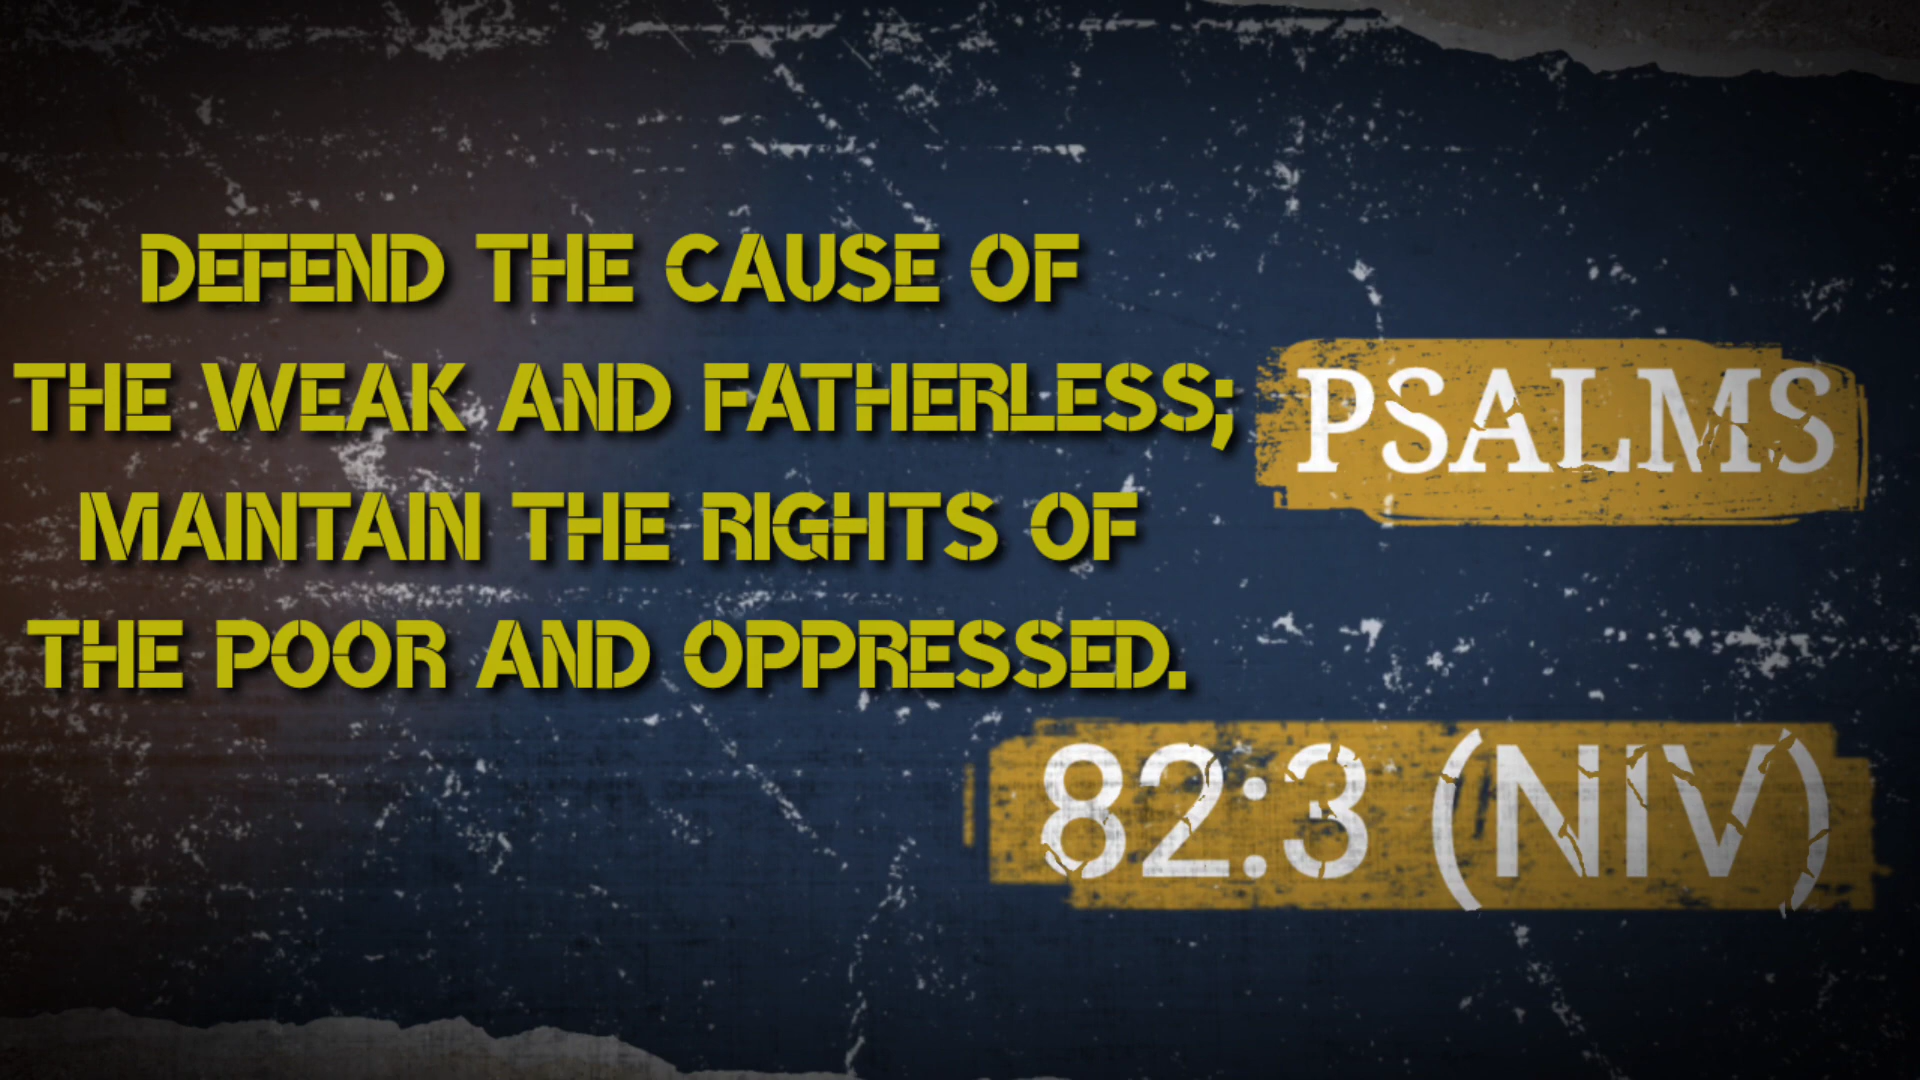 DEFEND THE CAUSE OF
THE WEAK AND FATHERLESS;
MAINTAIN THE RIGHTS OF
THE POOR AND OPPRESSED.
PSALMS
82:3 (NIV)